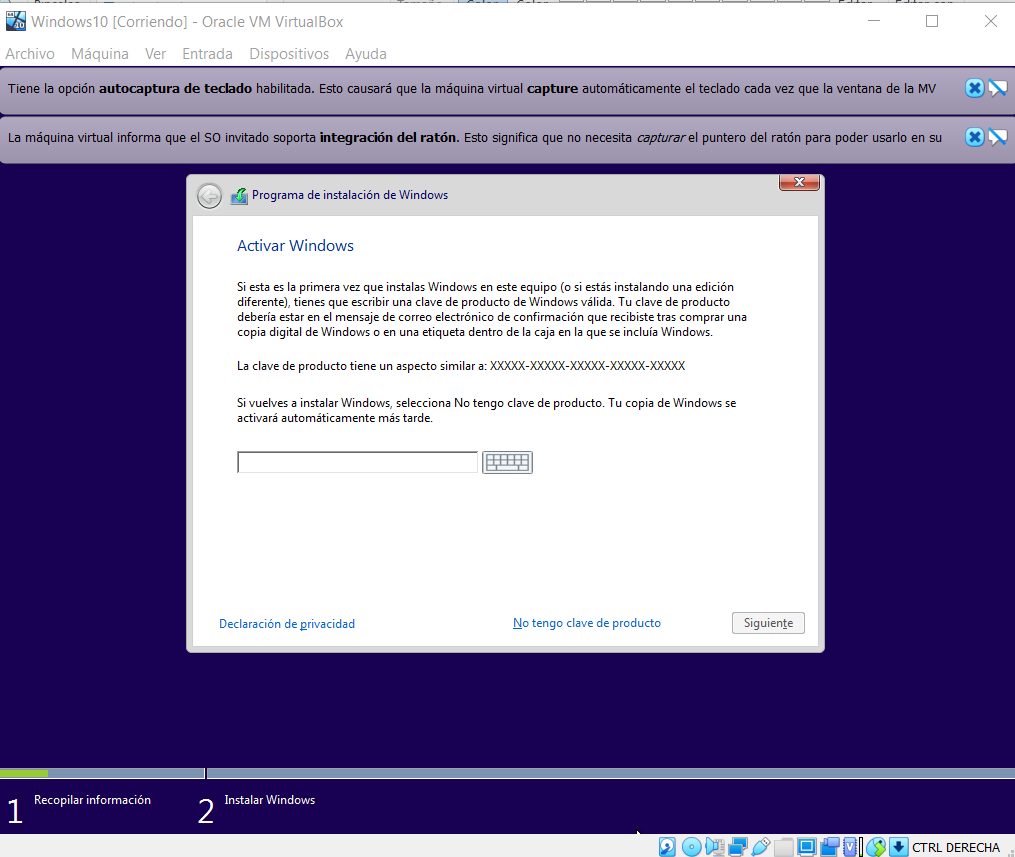 Windows10 [Corriendo] - Oracle VM VirtualBox
Archivo Máquina Ver Entrada Dispositivos Ayuda
Tiene la opción autocaptura de teclado habilitada. Esto causará que la máquina virtual capture automáticamente el teclado cada vez que la ventana de la MV
La máquina virtual informa que el SO invitado soporta integración del ratón. Esto significa que no necesita capturar el puntero del ratón para poder usarlo en su
Programa de instalación de Windows
Activar Windows
Si esta es la primera vez que instalas Windows en este equipo (o si estás instalando una edición
diferente), tienes que escribir una clave de producto de Windows válida. Tu clave de producto
debería estar en el mensaje de correo electrónico de confirmación que recibiste tras comprar una
copia digital de Windows o en una etiqueta dentro de la caja en la que se incluía Windows.
La clave de producto tiene un aspecto similar a: XXXXX-XXXXX-XXXXX-XXXXX-XXXXX
Si vuelves a instalar Windows, selecciona No tengo clave de producto. Tu copia de Windows se
activará automáticamente más tarde.
Declaración de privacidad No tengo clave de producto Siguiente
1 Recopilar información 2 Instalar Windows
CTRL DERECHA